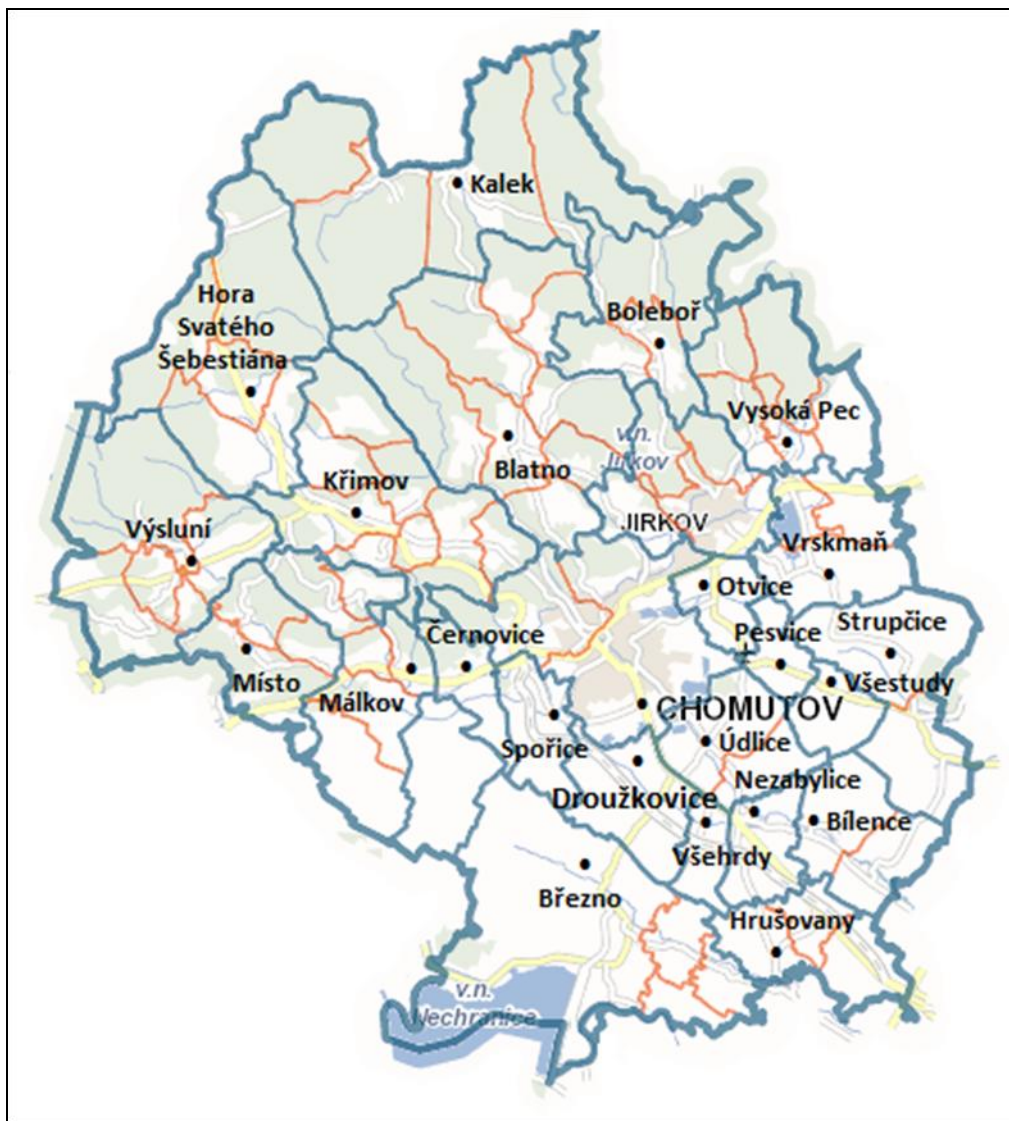 Kalek
Hora
Svatého
Šebestiána
Boleboř
Vysoká Pec
v.n.
Jirkov
Blatno
Křimov
JIRKOV
Výsluní
Vrskmaň
Otvice
Strupčice
Pesvice
Černovice
Místo
Málkov
Všestudy
CHOMUTOV
Spořice
Údlice
Nezabylice
Droužkovice
Bílence
Všehrdy
Březno
Hrušovany
v.n.
Nechranice